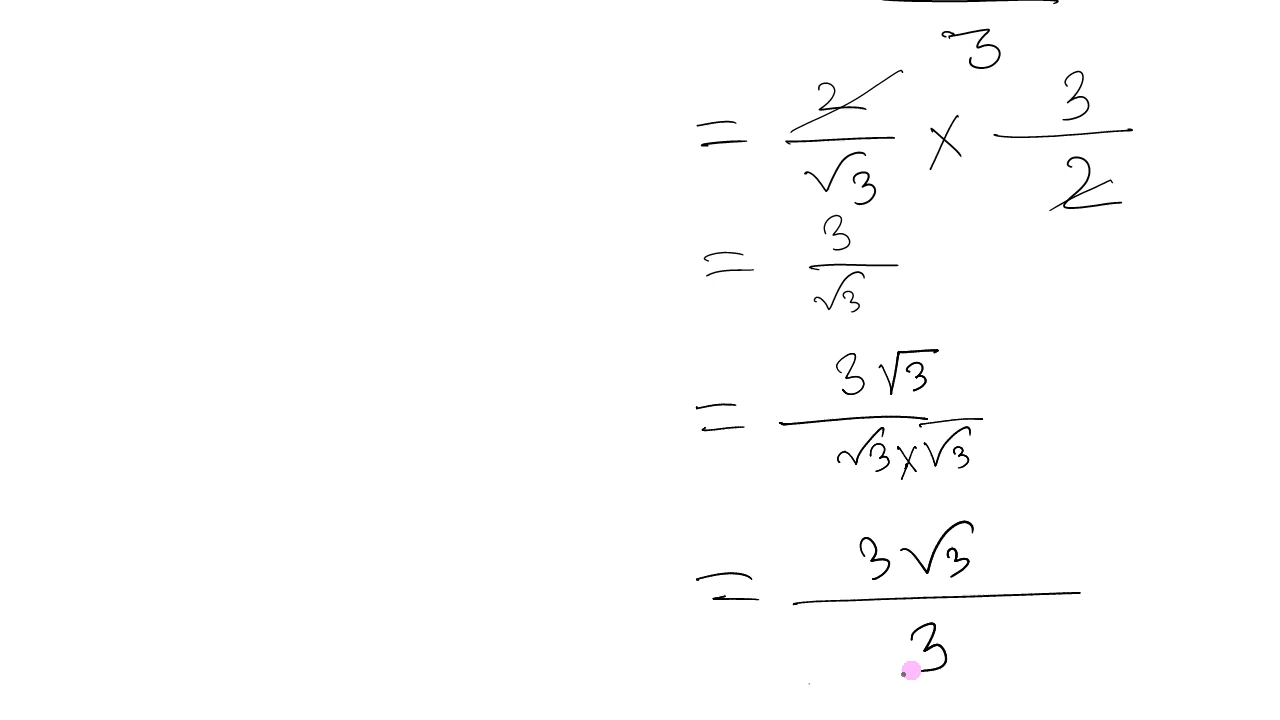 3
= 2/√3 × 3/2
= 3/√3
= 3√3/√3×√3
= 3√3/3